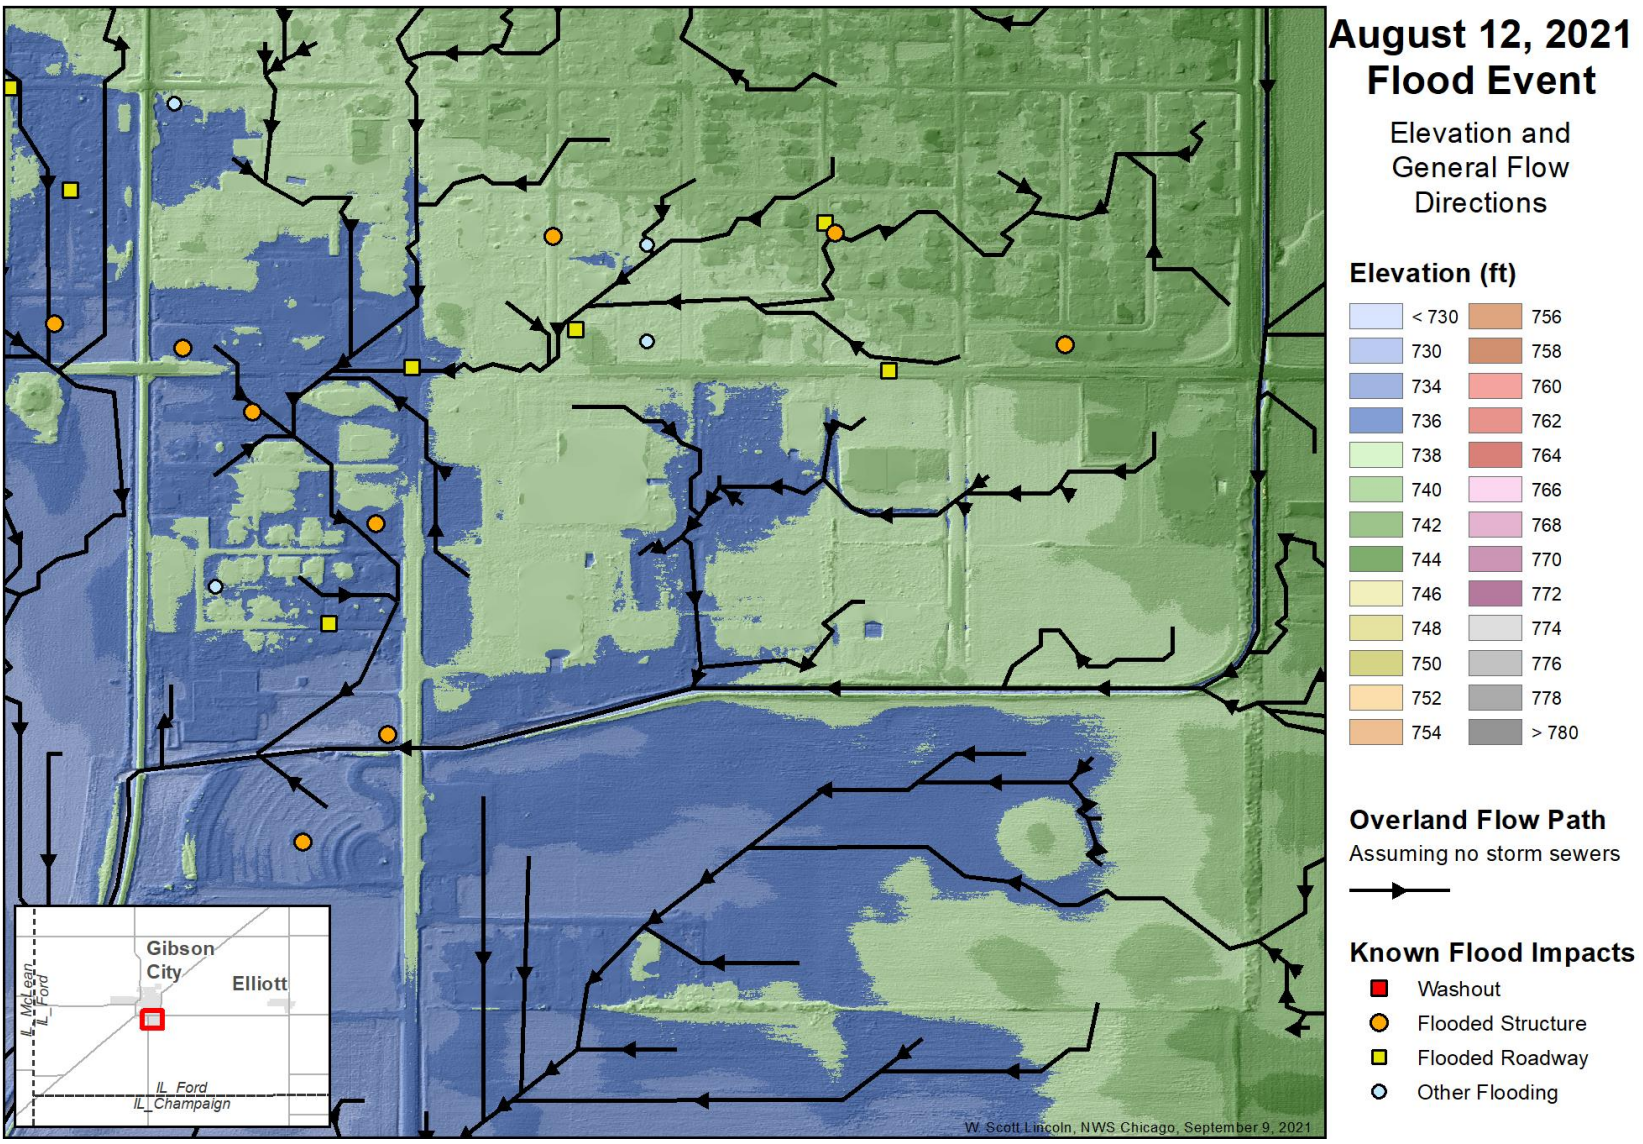 August 12, 2021
Flood Event
Elevation and
General Flow
Directions
Elevation (ft)
< 730
730
734
736
738
740
742
744
746
748
750
752
754
756
758
760
762
764
766
768
770
772
774
776
778
> 780
Overland Flow Path
Assuming no storm sewers
Known Flood Impacts
Washout
Flooded Structure
Flooded Roadway
Other Flooding
Gibson
City
Elliott
IL_McLean
IL_Ford
IL_Ford
IL_Champaign
W. Scott Lincoln, NWS Chicago, September 9, 2021